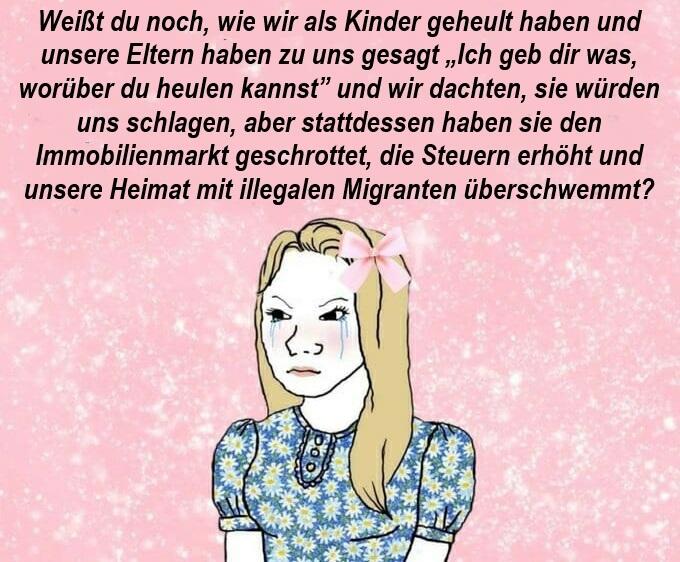 Weißt du noch, wie wir als Kinder geheult haben und
unsere Eltern haben zu uns gesagt „Ich geb dir was,
worüber du heulen kannst” und wir dachten, sie würden
uns schlagen, aber stattdessen haben sie den
Immobilienmarkt geschrottet, die Steuern erhöht und
unsere Heimat mit illegalen Migranten überschwemmt?